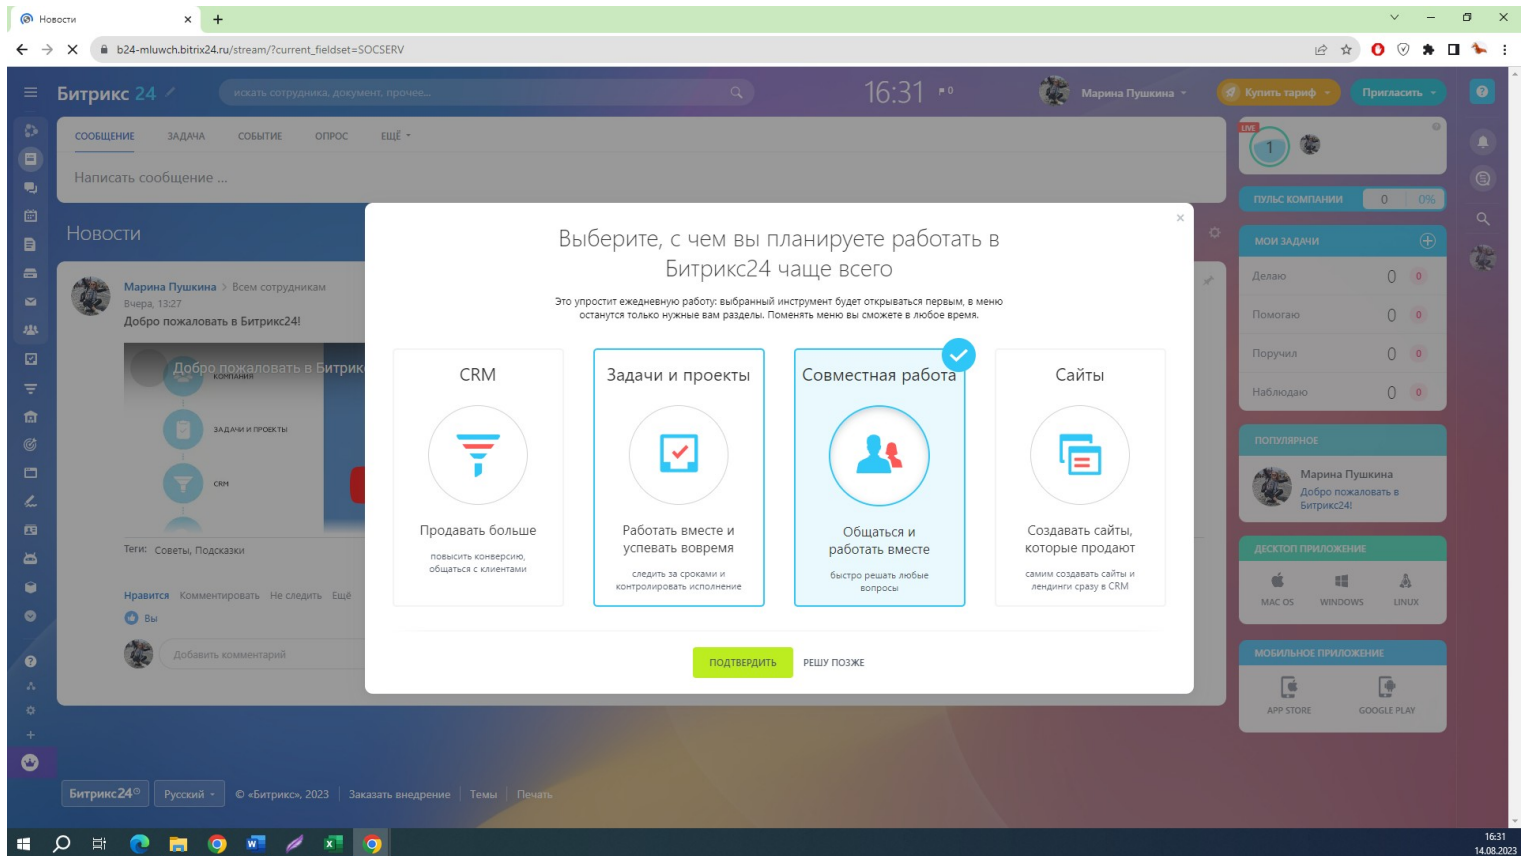 Новости
b24-mluwch.bitrix24.ru/stream/?current_fieldset=SOCSERV
Битрикс 24
искать сотрудника, документ, прочее...
16:31
0
Марина Пушкина
Купить тариф
Пригласить
СООБЩЕНИЕ ЗАДАЧА СОБЫТИЕ ОПРОС ЕЩЁ
Написать сообщение ...
Новости
Марина Пушкина > Всем сотрудникам
Вчера, 13:27
Добро пожаловать в Битрикс24!
Добро пожаловать в Битрик
КОМПАНИЯ
ЗАДАЧИ И ПРОЕКТЫ
CRM
Теги: Советы, Подсказки
Нравится Комментировать Не следить Ещё
Вы
Добавить комментарий
Выберите, с чем вы планируете работать в
Битрикс24 чаще всего
Это упростит ежедневную работу: выбранный инструмент будет открываться первым, в меню
останутся только нужные вам разделы. Поменять меню вы сможете в любое время.
CRM
Продавать больше
повысить конверсию,
общаться с клиентами
Задачи и проекты
Работать вместе и
успевать вовремя
следить за сроками и
контролировать исполнение
Совместная работа
Общаться и
работать вместе
быстро решать любые
вопросы
Сайты
Создавать сайты,
которые продают
самим создавать сайты и
лендинги сразу в CRM
ПОДТВЕРДИТЬ РЕШУ ПОЗЖЕ
LIVE
1
ПУЛЬС КОМПАНИИ 0 0%
МОИ ЗАДАЧИ
Делаю 0 0
Помогаю 0 0
Поручил 0 0
Наблюдаю 0 0
ПОПУЛЯРНОЕ
Марина Пушкина
Добро пожаловать в
Битрикс24!
ДЕСКТОП ПРИЛОЖЕНИЕ
MAC OS WINDOWS LINUX
МОБИЛЬНОЕ ПРИЛОЖЕНИЕ
APP STORE GOOGLE PLAY
Битрикс24 Русский © «Битрикс», 2023 Заказать внедрение Темы Печать
16:31
14.08.2023